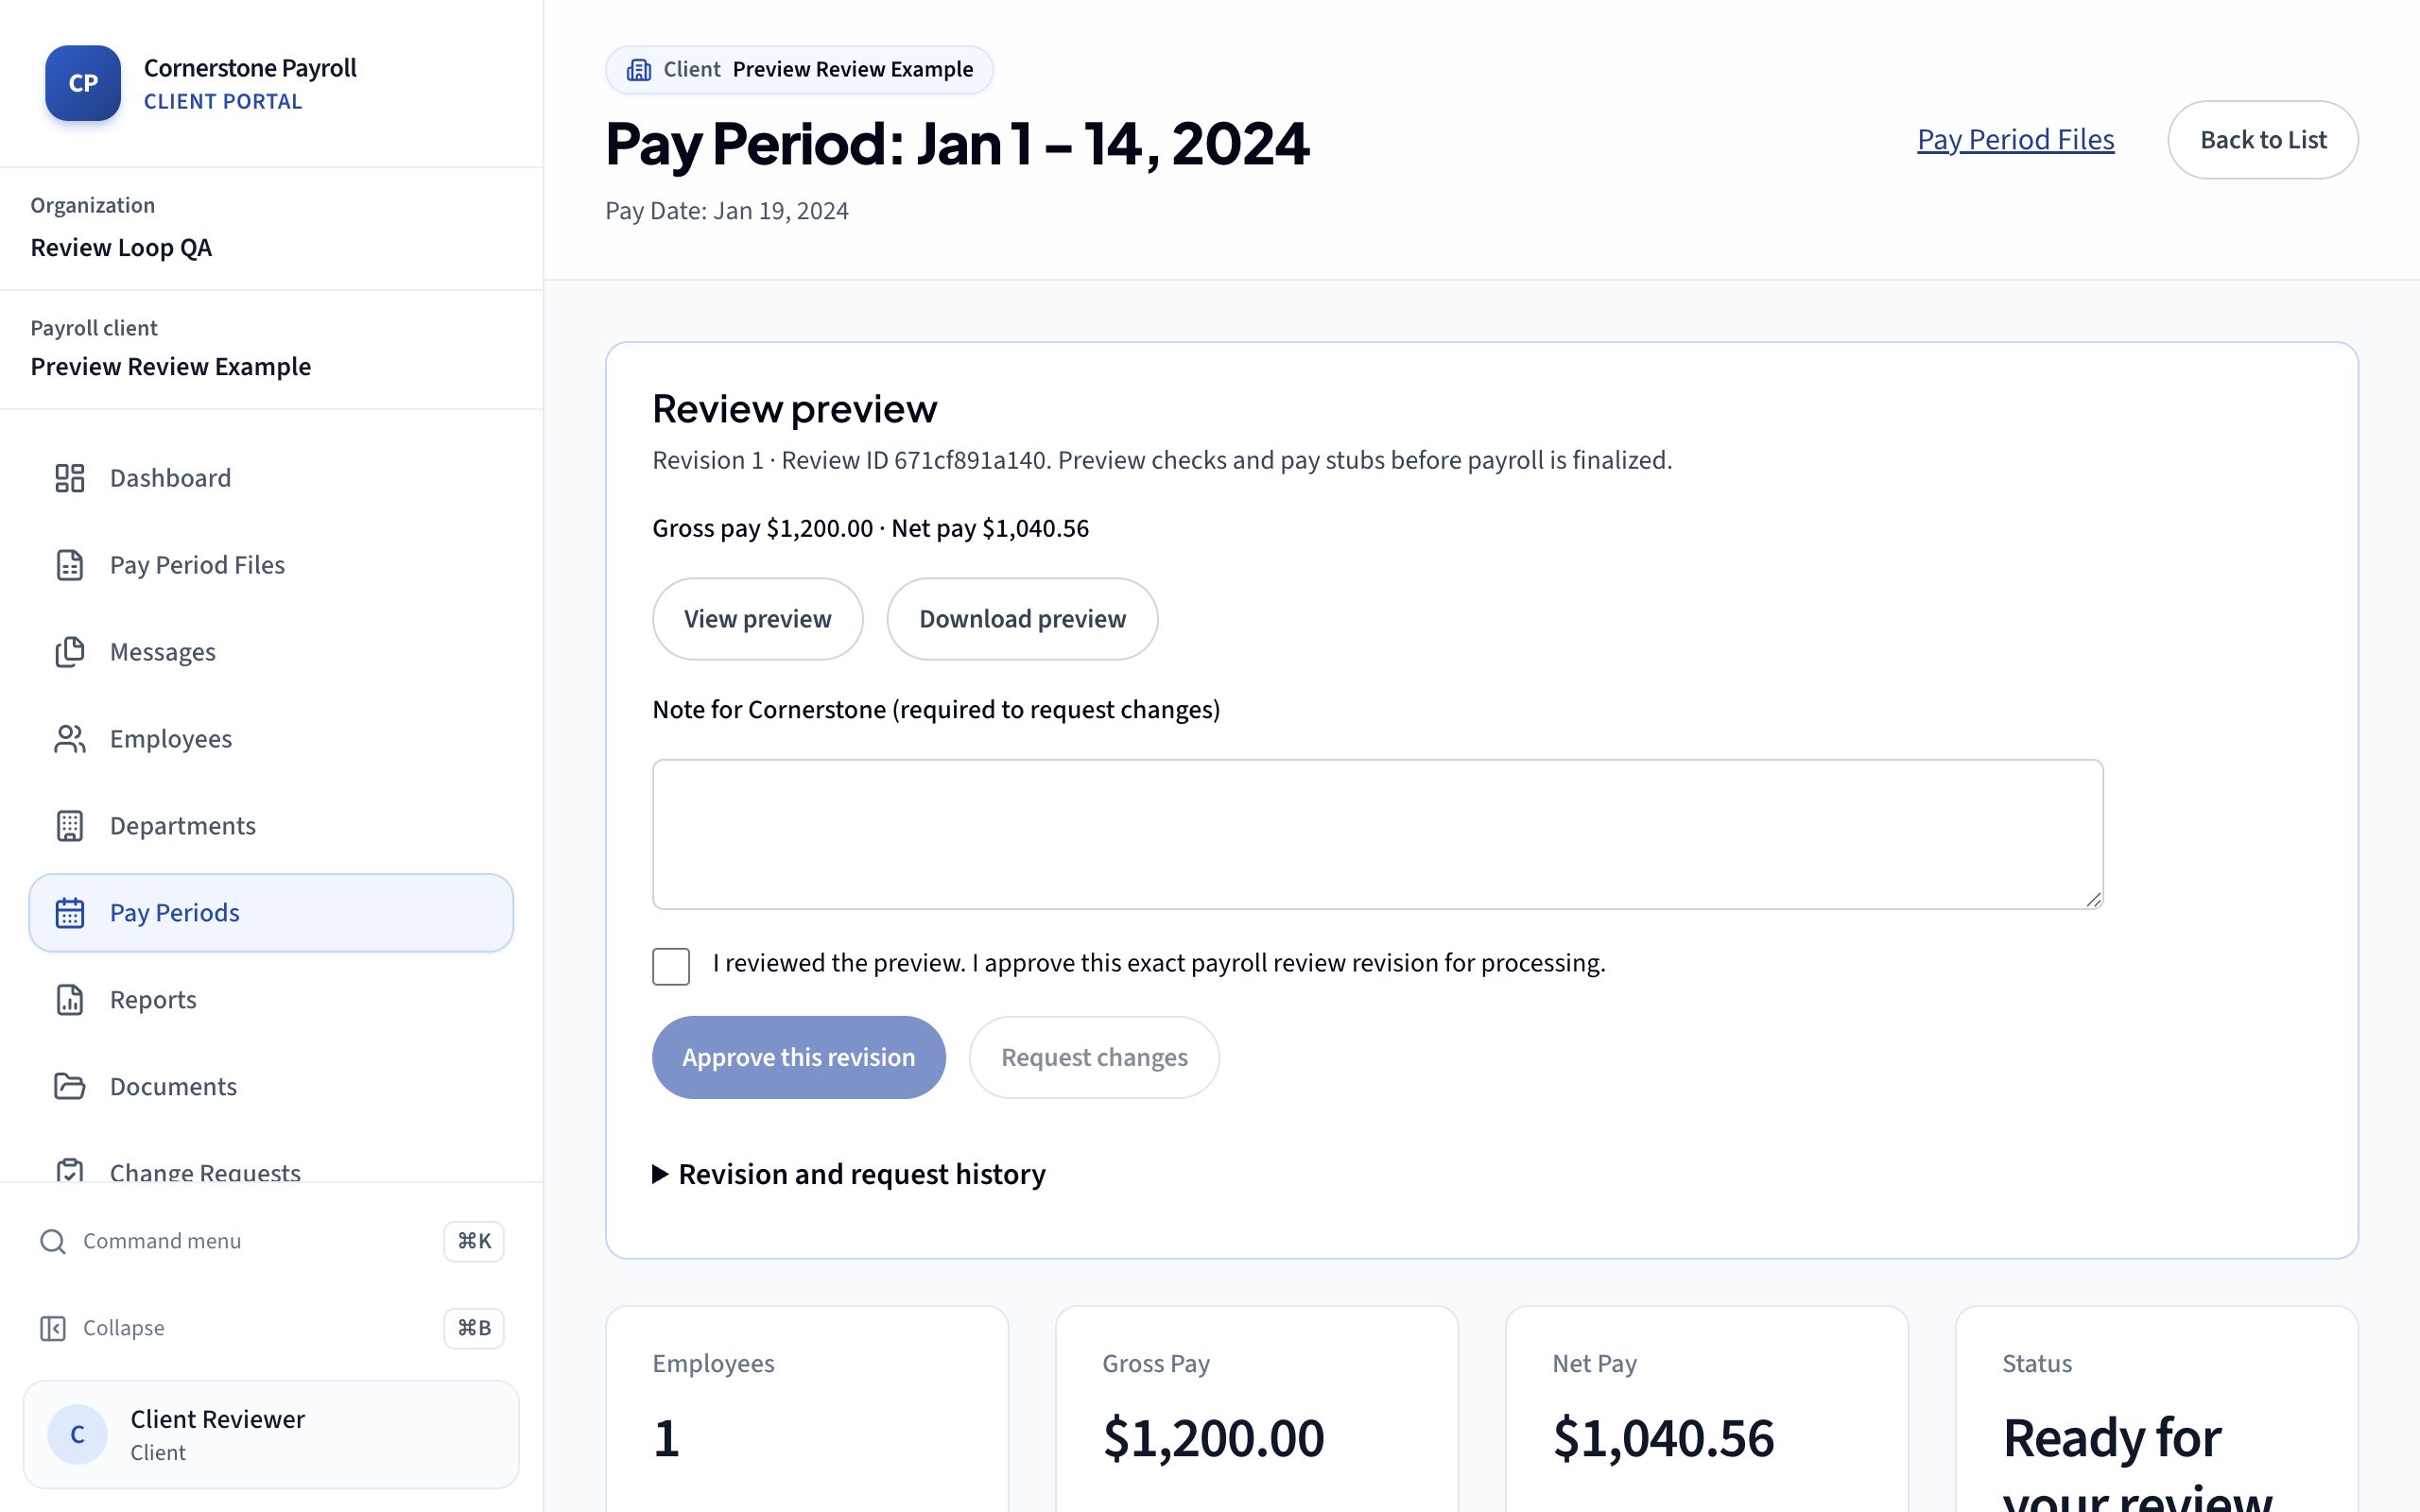 CP
Cornerstone Payroll
CLIENT PORTAL
Organization
Review Loop QA
Payroll client
Preview Review Example
Dashboard
Pay Period Files
Messages
Employees
Departments
Pay Periods
Reports
Documents
Change Requests
Command menu
⌘K
Collapse
⌘B
C
Client Reviewer
Client
Client Preview Review Example
Pay Period: Jan 1 – 14, 2024
Pay Date: Jan 19, 2024
Pay Period Files
Back to List
Review preview
Revision 1 · Review ID 671cf891a140. Preview checks and pay stubs before payroll is finalized.
Gross pay $1,200.00 · Net pay $1,040.56
View preview
Download preview
Note for Cornerstone (required to request changes)
I reviewed the preview. I approve this exact payroll review revision for processing.
Approve this revision
Request changes
Revision and request history
Employees
1
Gross Pay
$1,200.00
Net Pay
$1,040.56
Status
Ready for
your review